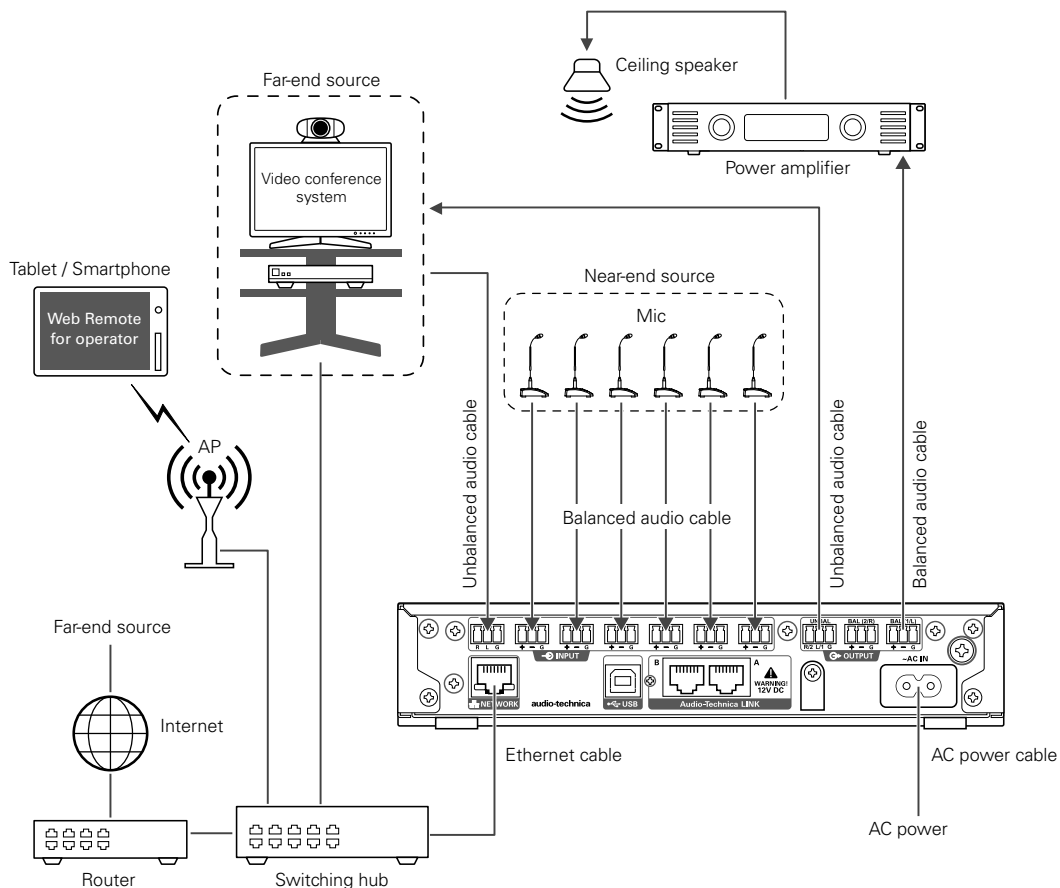 Ceiling speaker
Far-end source
Power amplifier
Video conference
system
Tablet / Smartphone
Near-end source
Mic
Web Remote
for operator
AP
Unbalanced audio cable
Balanced audio cable
Unbalanced audio cable
Balanced audio cable
Far-end source
UNBAL
BAL (2/R)
BAL (1/L)
R L G
+ − G
+ − G
+ − G
+ − G
+ − G
+ − G
R/2 L/1 G
+ − G
+ − G
INPUT
OUTPUT
~AC IN
B
A
WARNING!
12V DC
NETWORK
audio-technica
USB
Audio-Technica LINK
Internet
Ethernet cable
AC power cable
AC power
Router
Switching hub